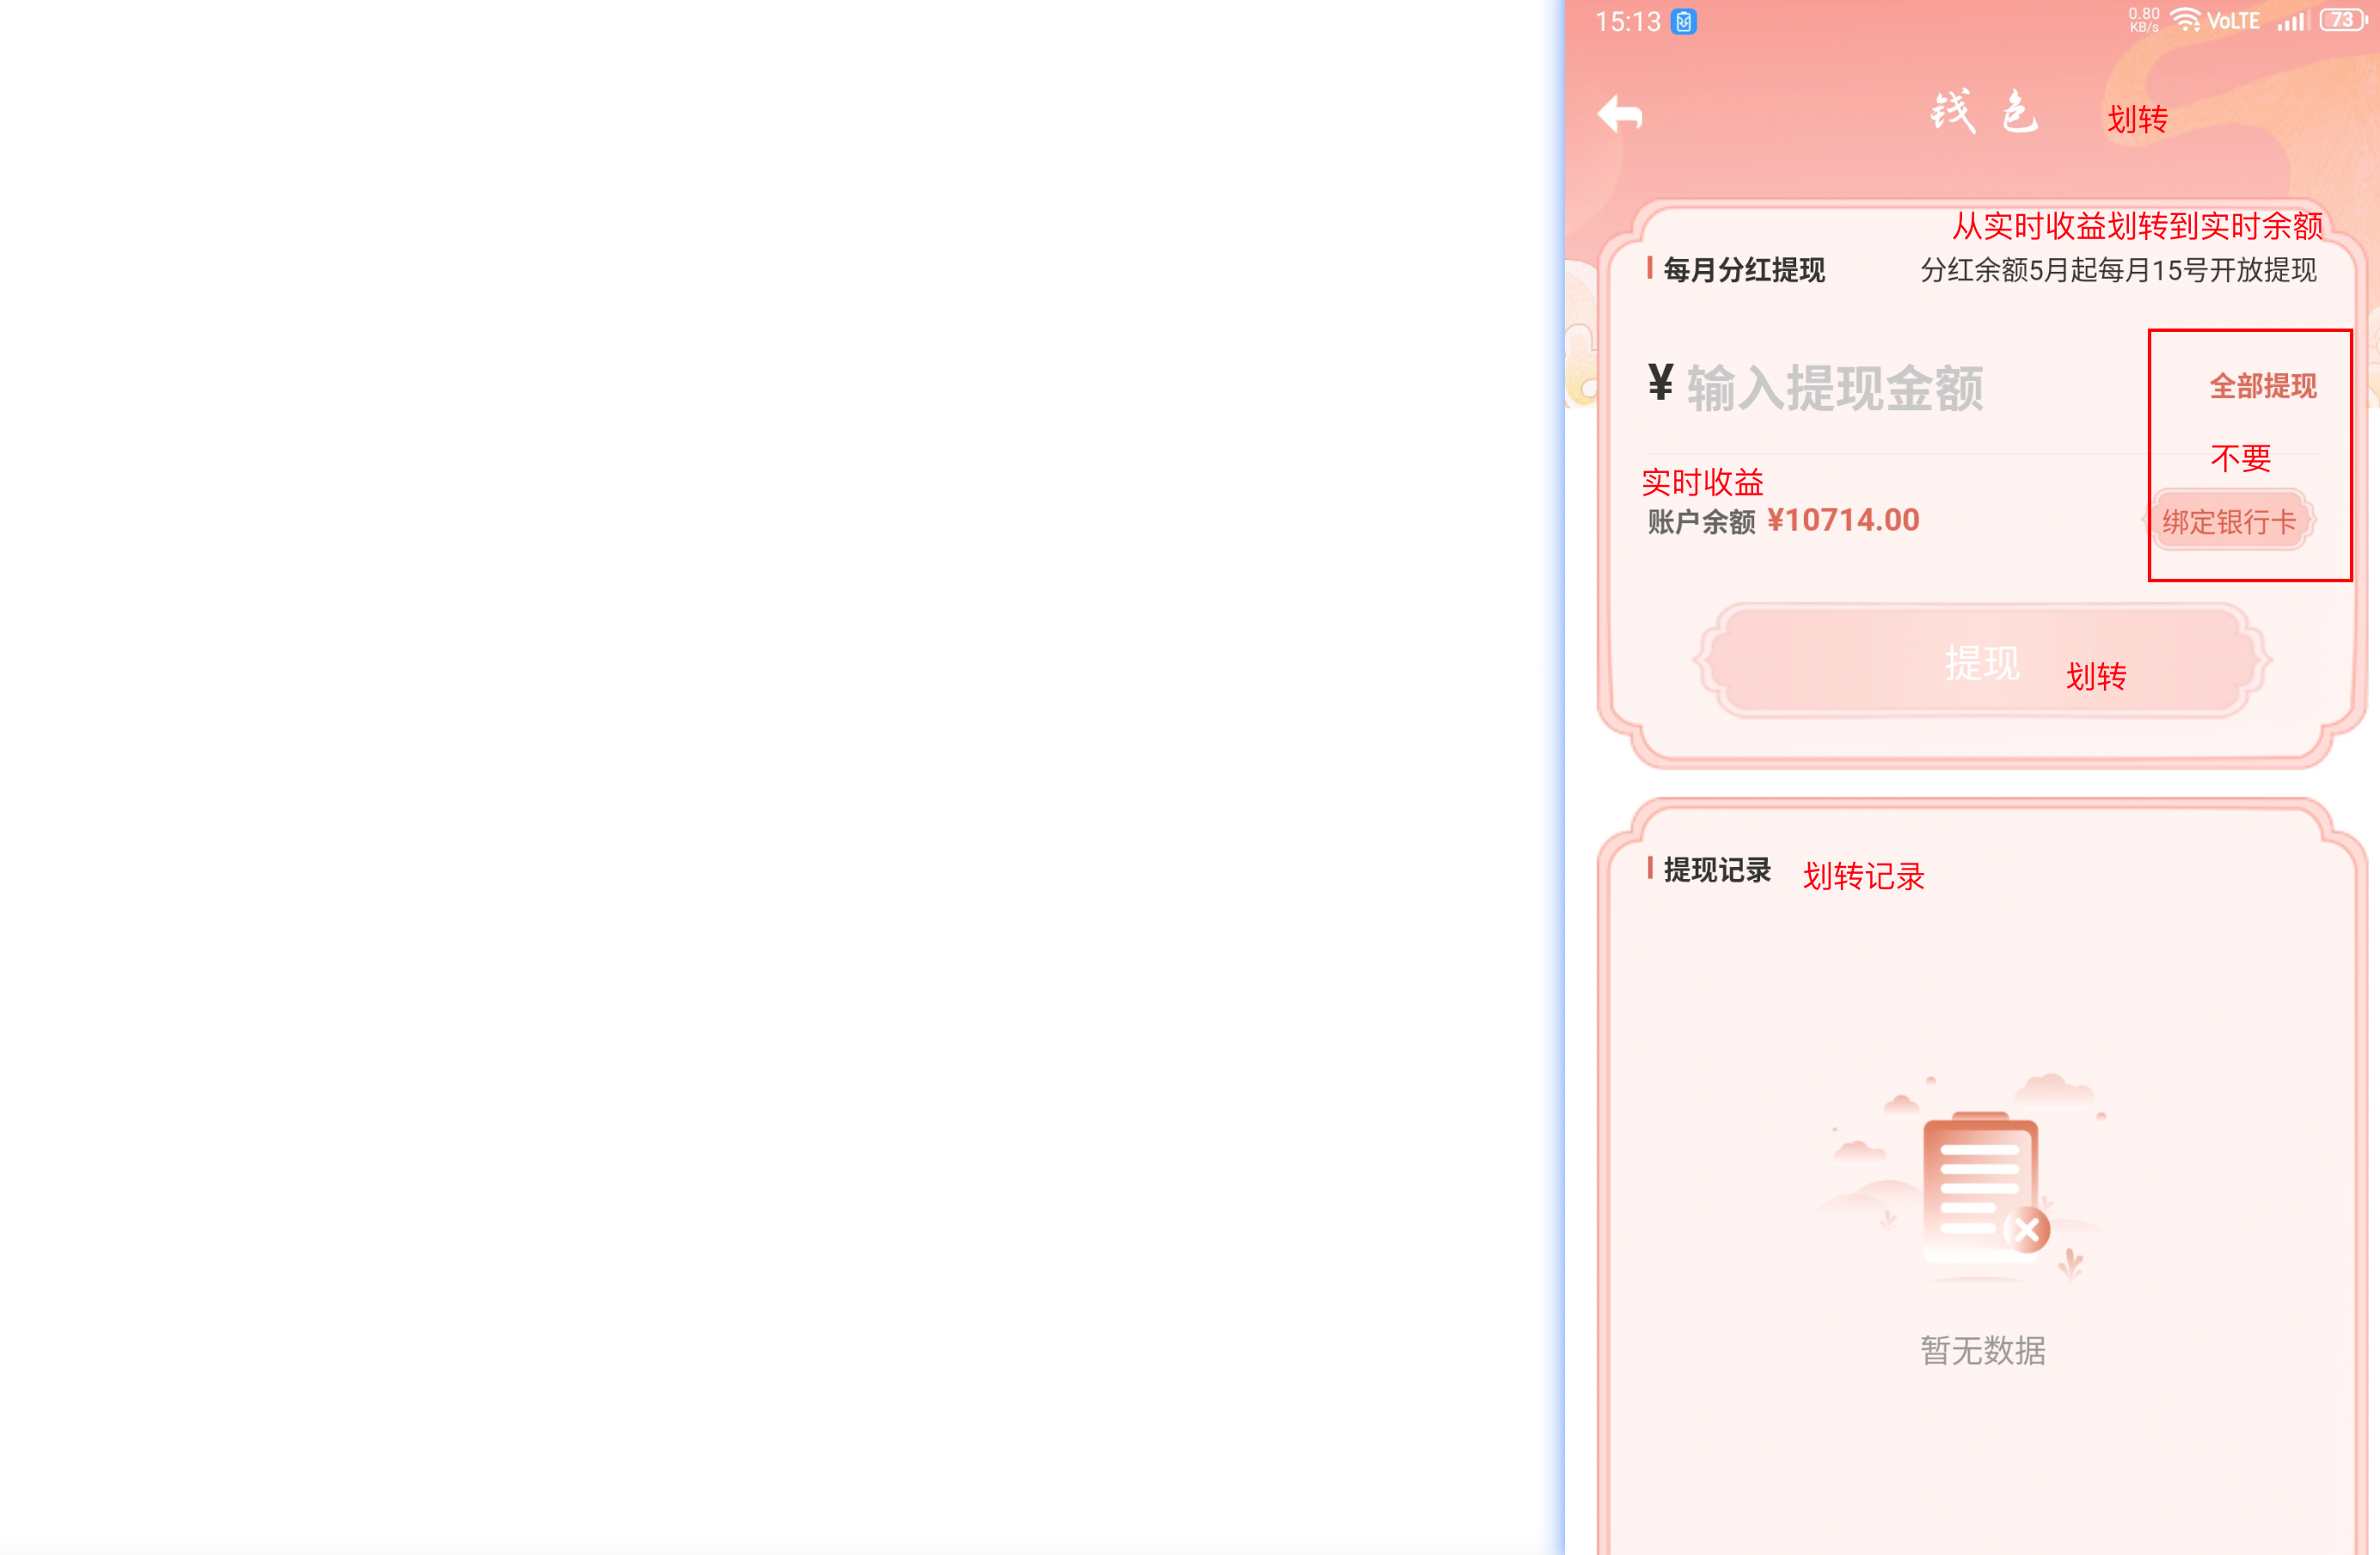 15:13 0.80 KB/s VoLTE 73
钱包 划转
从实时收益划转到实时余额
每月分红提现 分红余额5月起每月15号开放提现
¥ 输入提现金额 全部提现
不要
实时收益
账户余额 ¥10714.00 绑定银行卡
提现 划转
提现记录 划转记录
暂无数据